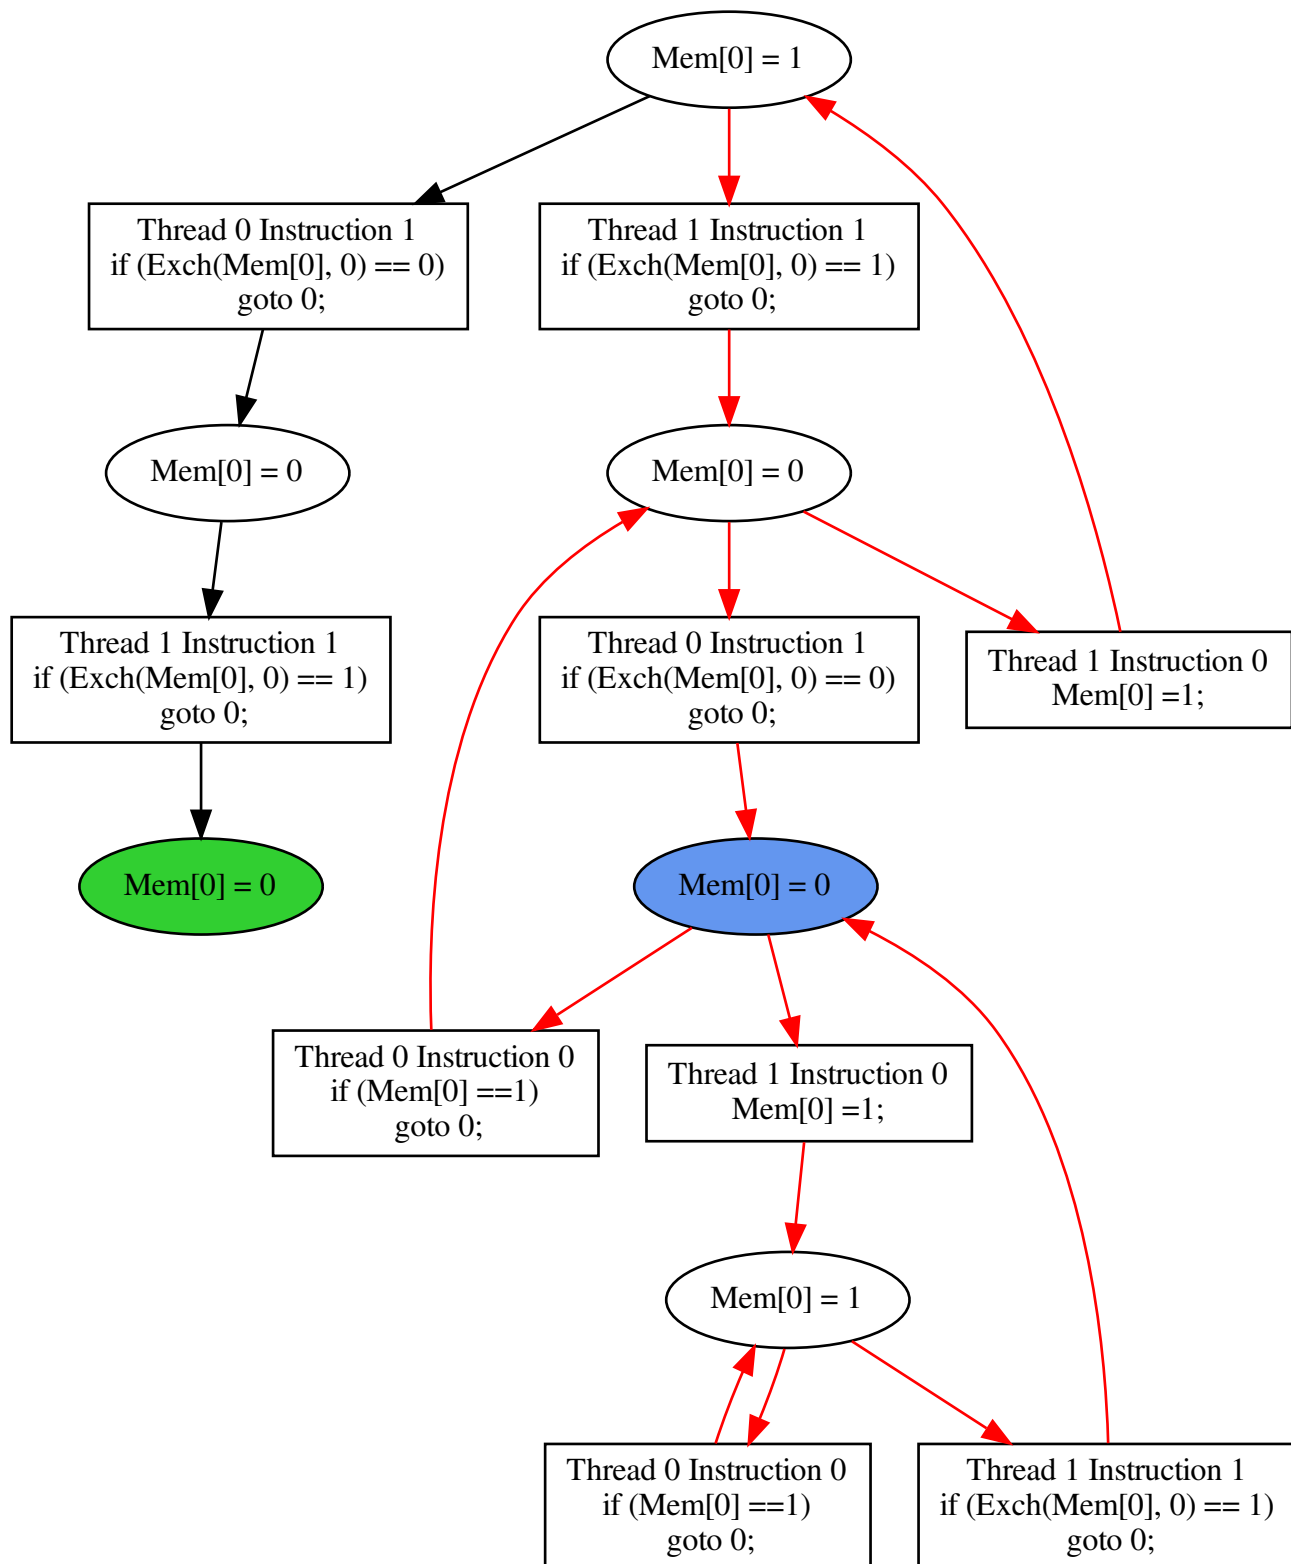 Mem[0] = 1
Thread 0 Instruction 1
if (Exch(Mem[0], 0) == 0)
goto 0;
Thread 1 Instruction 1
if (Exch(Mem[0], 0) == 1)
goto 0;
Mem[0] = 0
Mem[0] = 0
Thread 1 Instruction 1
if (Exch(Mem[0], 0) == 1)
goto 0;
Thread 0 Instruction 1
if (Exch(Mem[0], 0) == 0)
goto 0;
Thread 1 Instruction 0
Mem[0] =1;
Mem[0] = 0
Mem[0] = 0
Thread 0 Instruction 0
if (Mem[0] ==1)
goto 0;
Thread 1 Instruction 0
Mem[0] =1;
Mem[0] = 1
Thread 0 Instruction 0
if (Mem[0] ==1)
goto 0;
Thread 1 Instruction 1
if (Exch(Mem[0], 0) == 1)
goto 0;